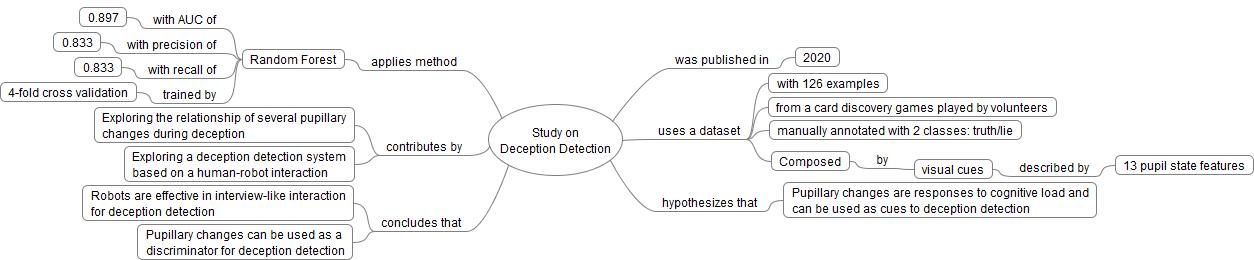 0.897
with AUC of
0.833
with precision of
0.833
with recall of
4-fold cross validation
trained by
Random Forest
applies method
Exploring the relationship of several pupillary
changes during deception
Exploring a deception detection system
based on a human-robot interaction
contributes by
Robots are effective in interview-like interaction
for deception detection
Pupillary changes can be used as a
discriminator for deception detection
concludes that
Study on
Deception Detection
was published in
2020
uses a dataset
with 126 examples
from a card discovery games played by volunteers
manually annotated with 2 classes: truth/lie
Composed
by
visual cues
described by
13 pupil state features
hypothesizes that
Pupillary changes are responses to cognitive load and
can be used as cues to deception detection